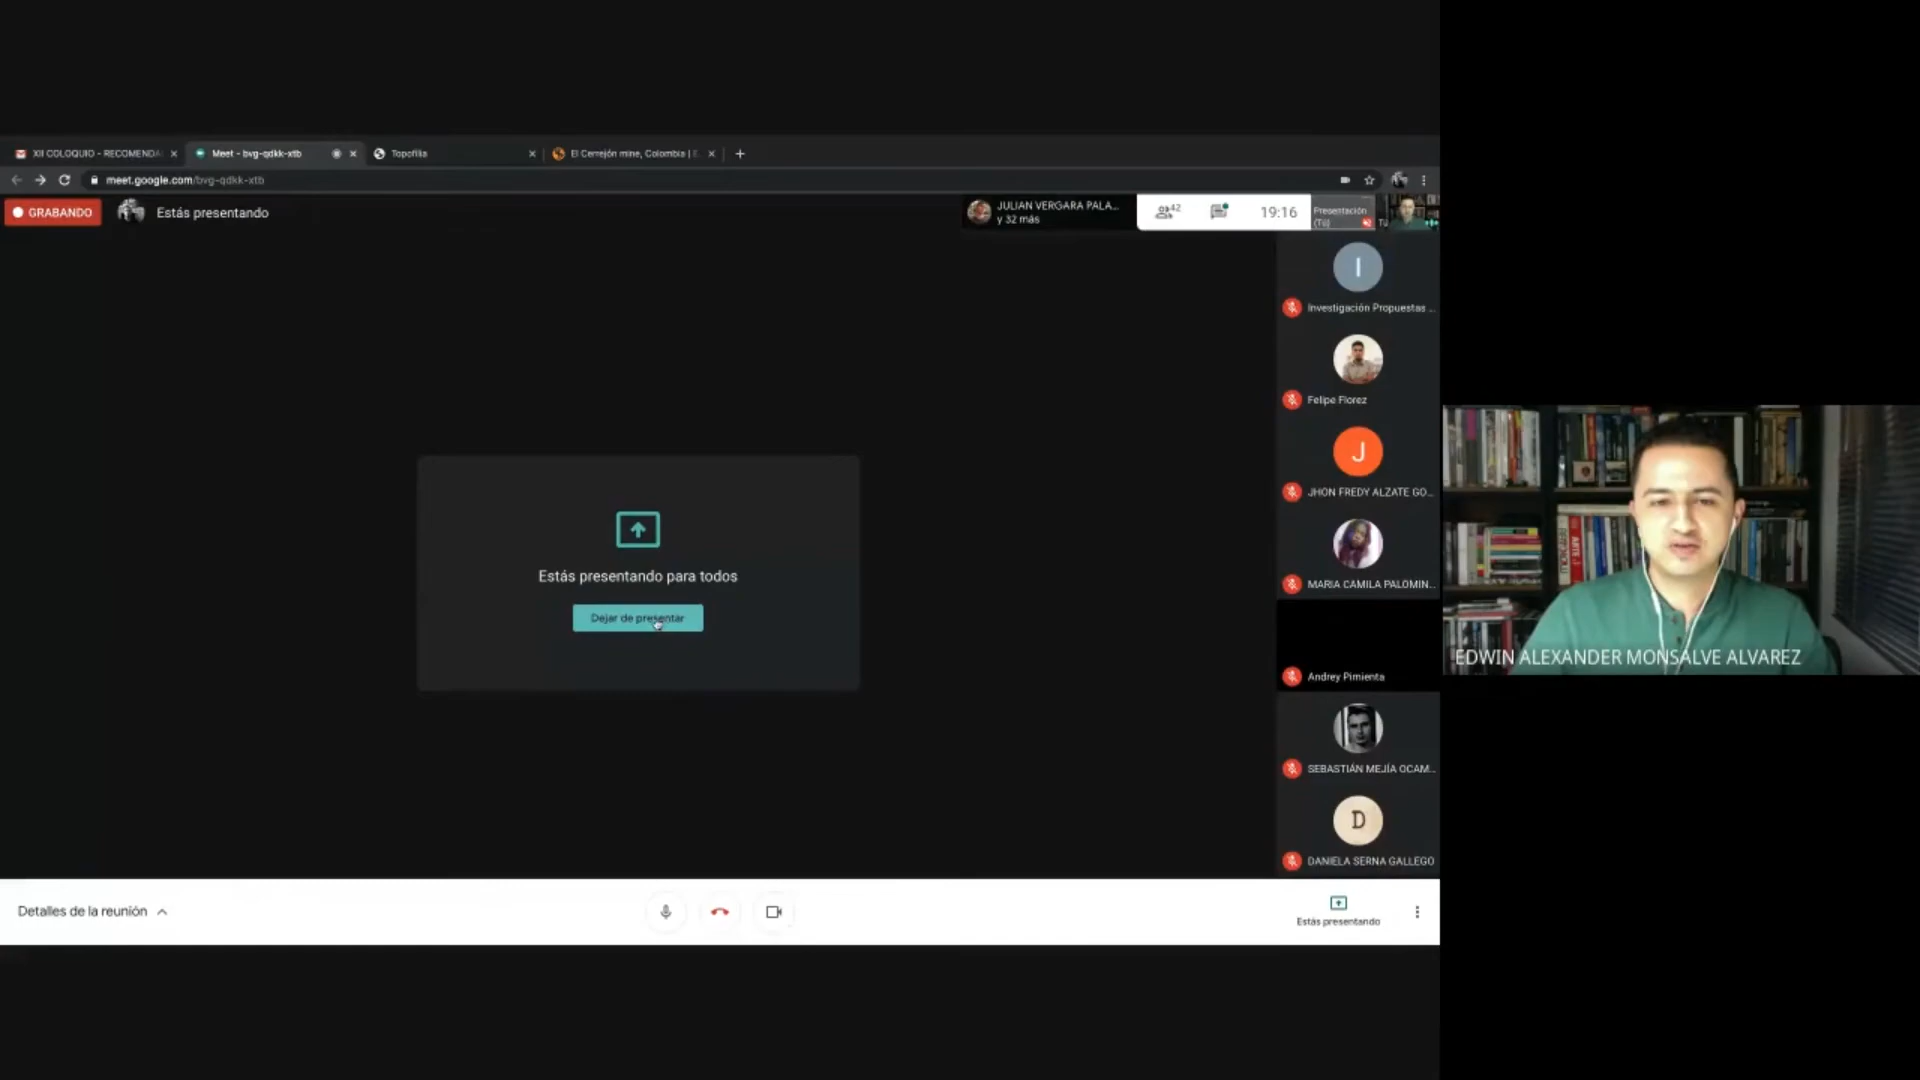 XII COLOQUIO - RECOMENDA
Meet - bvg-qdkk-xtb
Topofilia
El Cerrejón mine, Colombia | E
meet.google.com/bvg-qdkk-xtb
GRABANDO
Estás presentando
JULIAN VERGARA PALA...
y 32 más
42
19:16
Presentación
(Tú)
Tú
I
Investigación Propuestas ...
Felipe Florez
J
JHON FREDY ALZATE GO...
MARIA CAMILA PALOMIN...
Estás presentando para todos
Dejar de presentar
EDWIN ALEXANDER MONSALVE ALVAREZ
Andrey Pimienta
SEBASTIÁN MEJÍA OCAM...
D
DANIELA SERNA GALLEGO
Detalles de la reunión
Estás presentando